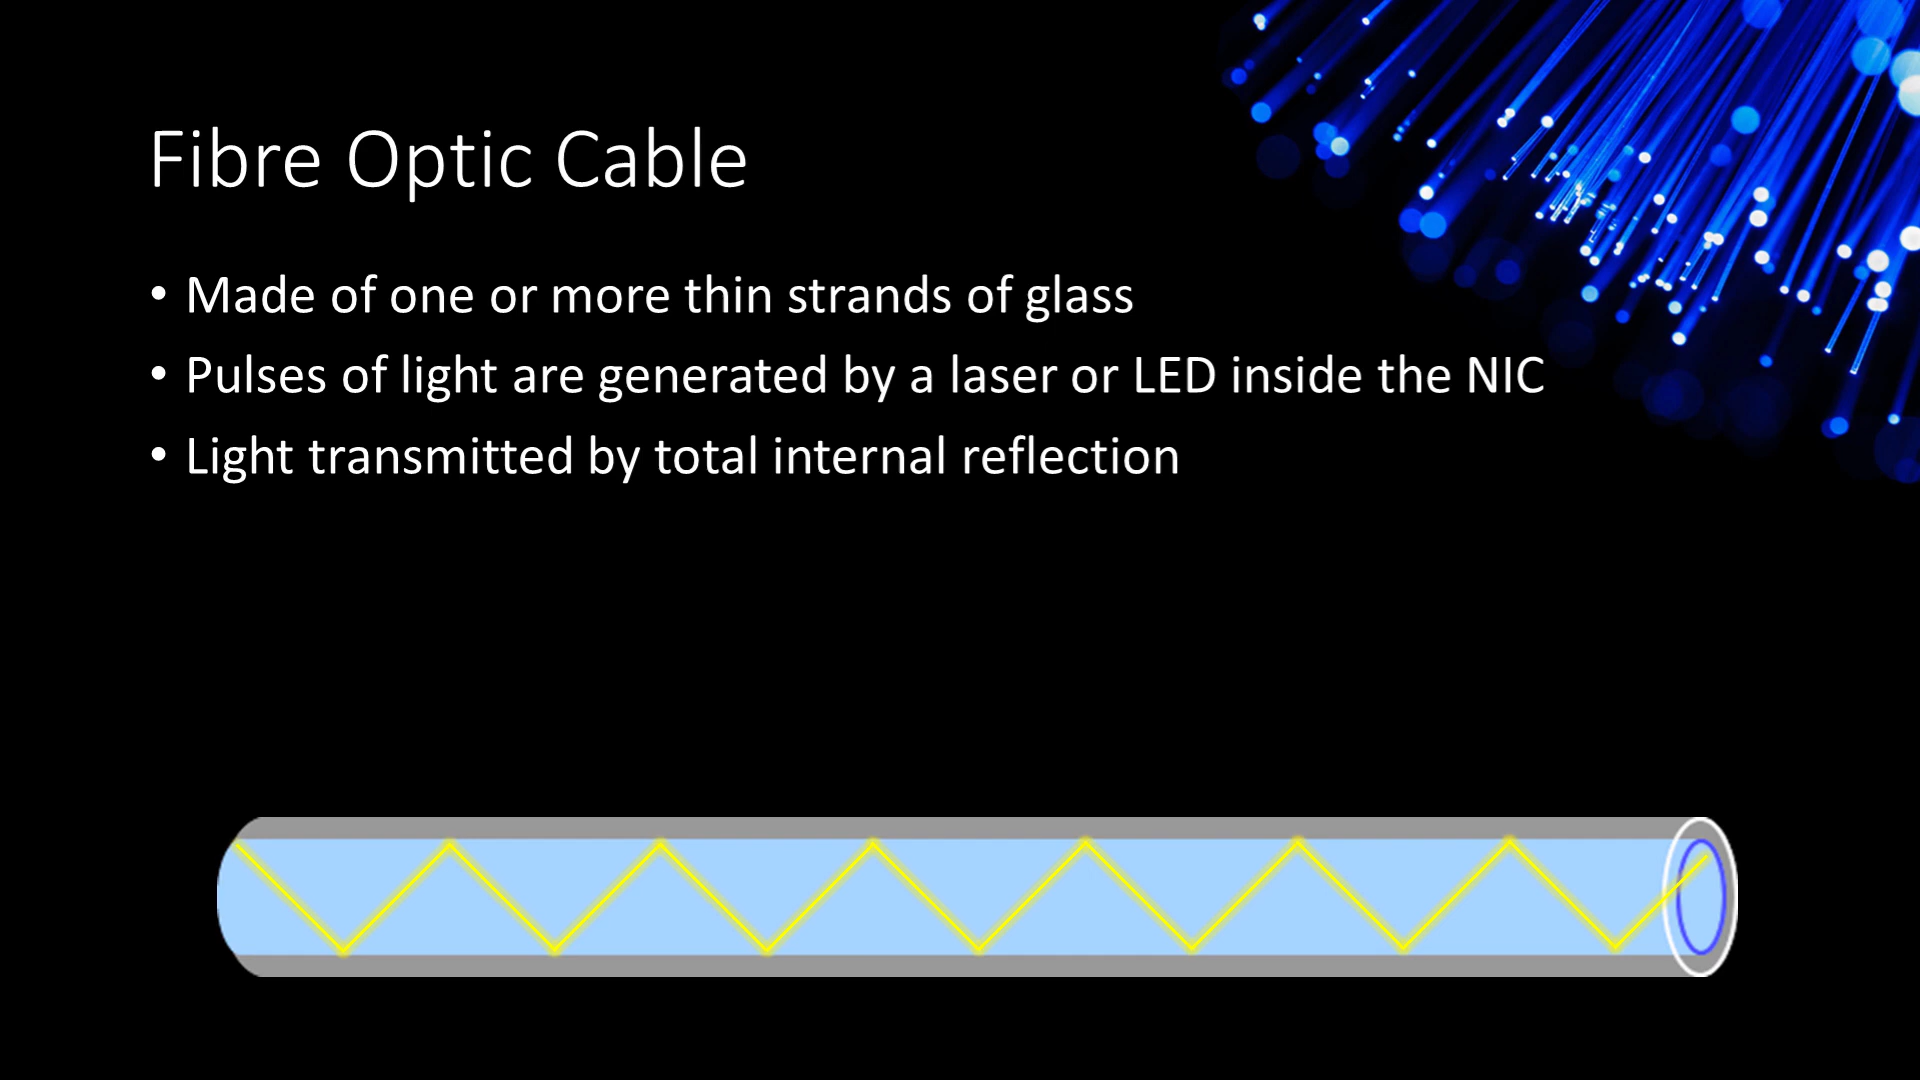 Fibre Optic Cable
• Made of one or more thin strands of glass
• Pulses of light are generated by a laser or LED inside the NIC
• Light transmitted by total internal reflection